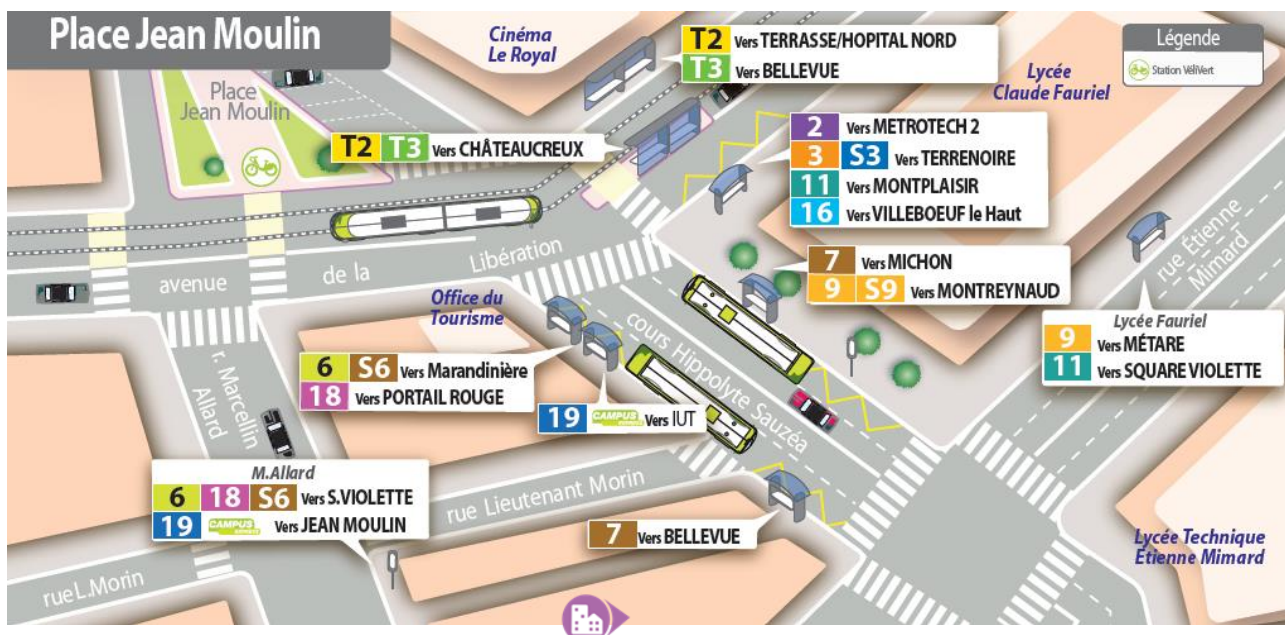 Place Jean Moulin
Cinéma
Le Royal
T2 Vers TERRASSE/HOPITAL NORD
T3 Vers BELLEVUE
Lycée
Claude Fauriel
Légende
Station VéliVert
Place
Jean Moulin
T2 T3 Vers CHÂTEAUCREUX
2 Vers METROTECH 2
3 S3 Vers TERRENOIRE
11 Vers MONTPLAISIR
16 Vers VILLEBOEUF le Haut
rue Étienne
Mimard
avenue de la Libération
7 Vers MICHON
9 S9 Vers MONTREYNAUD
Office du
Tourisme
cours Hippolyte Sauzéa
Lycée Fauriel
9 Vers MÉTARE
11 Vers SQUARE VIOLETTE
r. Marcellin
Allard
6 S6 Vers Marandinière
18 Vers PORTAIL ROUGE
19 CAMPUS EXPRESS Vers IUT
M.Allard
6 18 S6 Vers S.VIOLETTE
19 CAMPUS EXPRESS Vers JEAN MOULIN
rue Lieutenant Morin
7 Vers BELLEVUE
Lycée Technique
Etienne Mimard
rue L.Morin